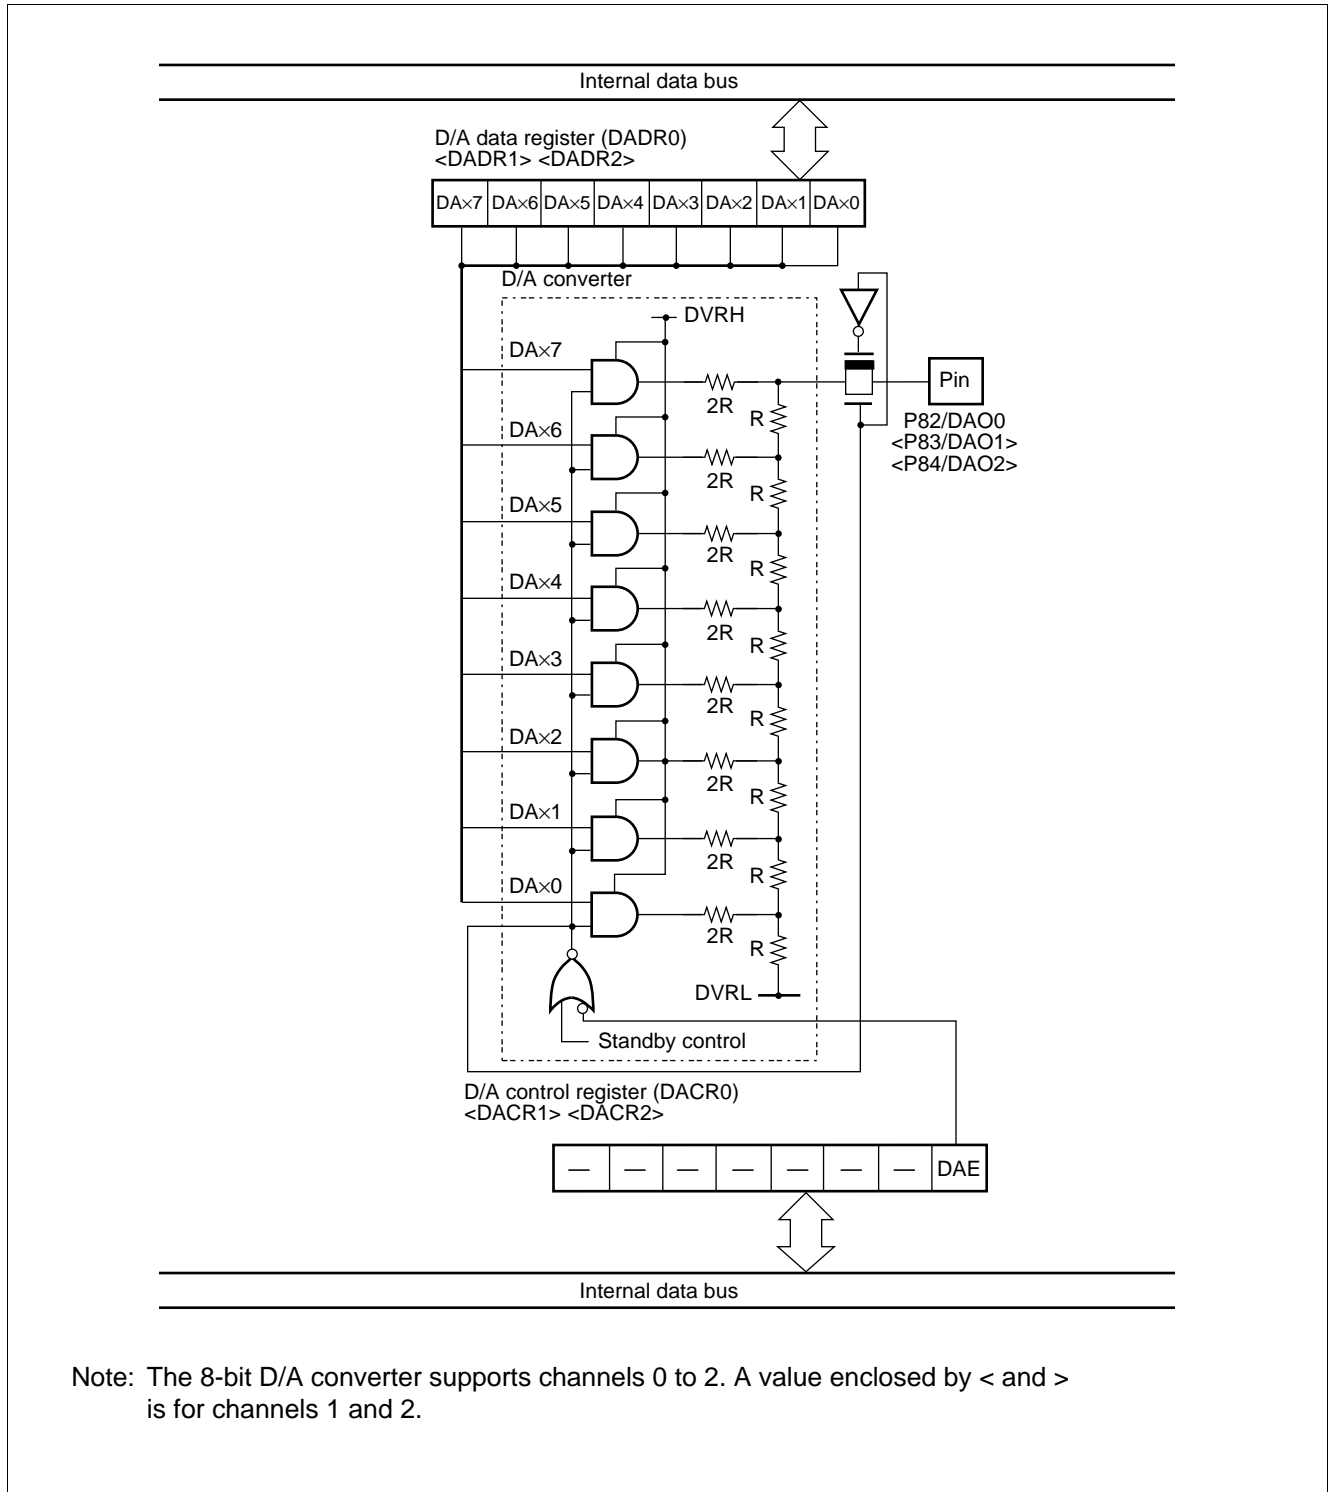 Internal data bus
D/A data register (DADR0)
<DADR1> <DADR2>
DA×7 DA×6 DA×5 DA×4 DA×3 DA×2 DA×1 DA×0
D/A converter
DVRH
DA×7
2R
R
Pin
P82/DAO0
<P83/DAO1>
<P84/DAO2>
DA×6
2R
R
DA×5
2R
R
DA×4
2R
R
DA×3
2R
R
DA×2
2R
R
DA×1
2R
R
DA×0
2R
R
DVRL
Standby control
D/A control register (DACR0)
<DACR1> <DACR2>
— — — — — — — DAE
Internal data bus
Note: The 8-bit D/A converter supports channels 0 to 2. A value enclosed by < and >
is for channels 1 and 2.